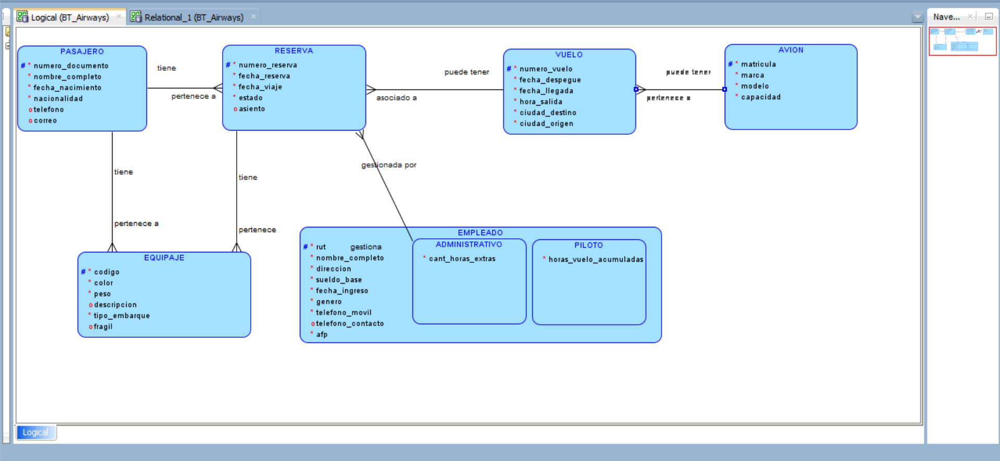 Logical (BT_Airways)
Relational_1 (BT_Airways)
Nave...
PASAJERO
# * numero_documento
* nombre_completo
* fecha_nacimiento
* nacionalidad
o telefono
o correo
tiene
pertenece a
RESERVA
# * numero_reserva
* fecha_reserva
* fecha_viaje
* estado
o asiento
puede tener
asociado a
VUELO
# * numero_vuelo
* fecha_despegue
* fecha_llegada
* hora_salida
* ciudad_destino
* ciudad_origen
puede tener
pertenece a
AVION
# * matricula
* marca
* modelo
* capacidad
tiene
pertenece a
tiene
pertenece
gestionada por
EQUIPAJE
# * codigo
* color
* peso
o descripcion
* tipo_embarque
o fragil
EMPLEADO
# * rut
gestiona
* nombre_completo
* direccion
* sueldo_base
* fecha_ingreso
* genero
* telefono_movil
o telefono_contacto
* afp
ADMINISTRATIVO
* cant_horas_extras
PILOTO
* horas_vuelo_acumuladas
Logical